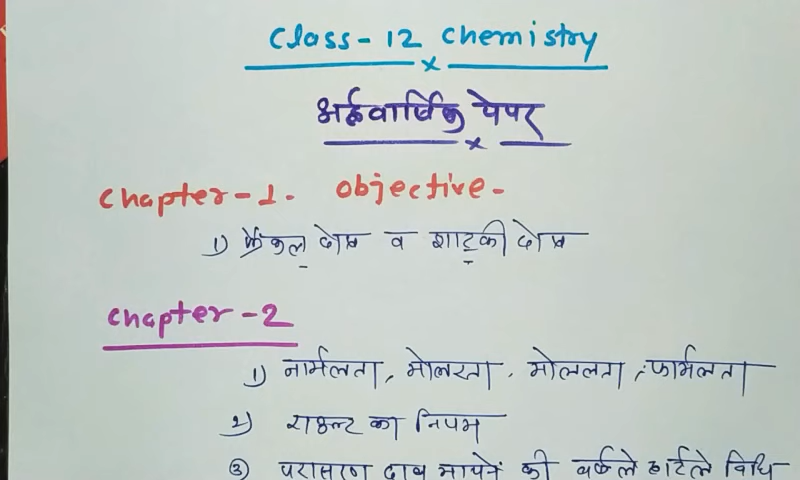 Class-12 Chemistry
अर्द्धवार्षिक पेपर
Chapter-1. Objective-
1) फ्रेंकल दोष व शाट्की दोष
Chapter-2
1) नार्मलता, मोलरता, मोललता, फार्मलता
2) राउल्ट का नियम
3) परासरण दाब मापने की बर्कले हार्टले विधि